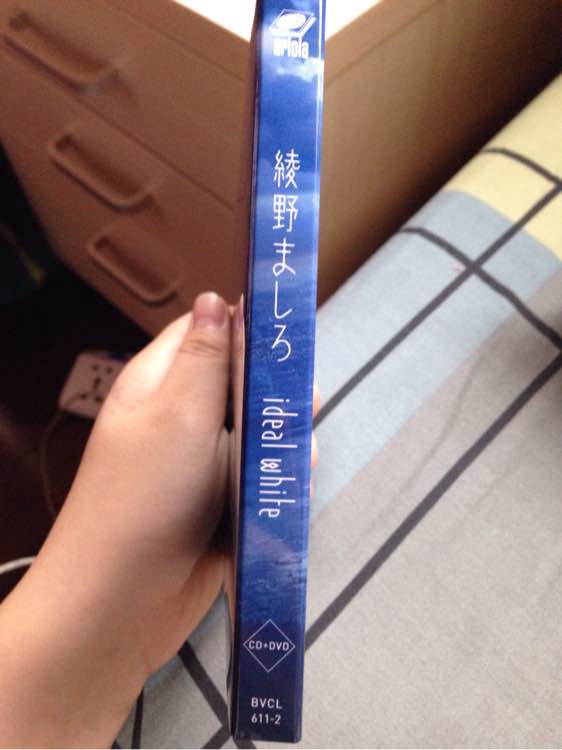 ariola
綾野ましろ
ideal white
CD+DVD
BVCL
611-2